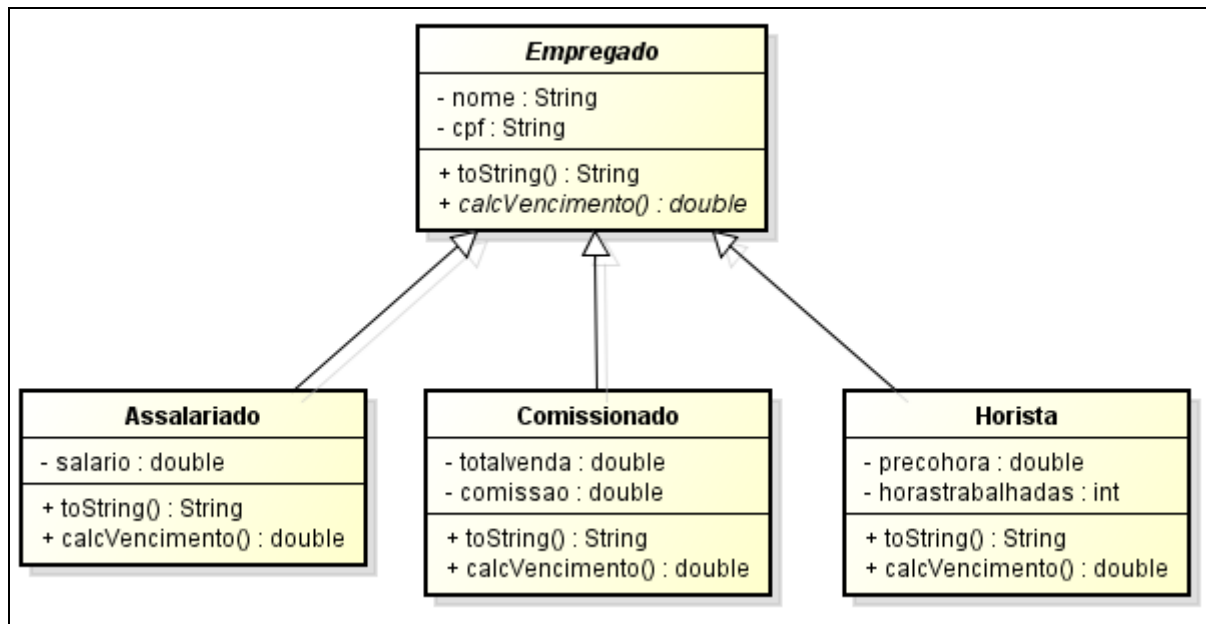 Empregado
- nome : String
- cpf : String
+ toString() : String
+ calcVencimento() : double
Assalariado
- salario : double
+ toString() : String
+ calcVencimento() : double
Comissionado
- totalvenda : double
- comissao : double
+ toString() : String
+ calcVencimento() : double
Horista
- precohora : double
- horastrabalhadas : int
+ toString() : String
+ calcVencimento() : double